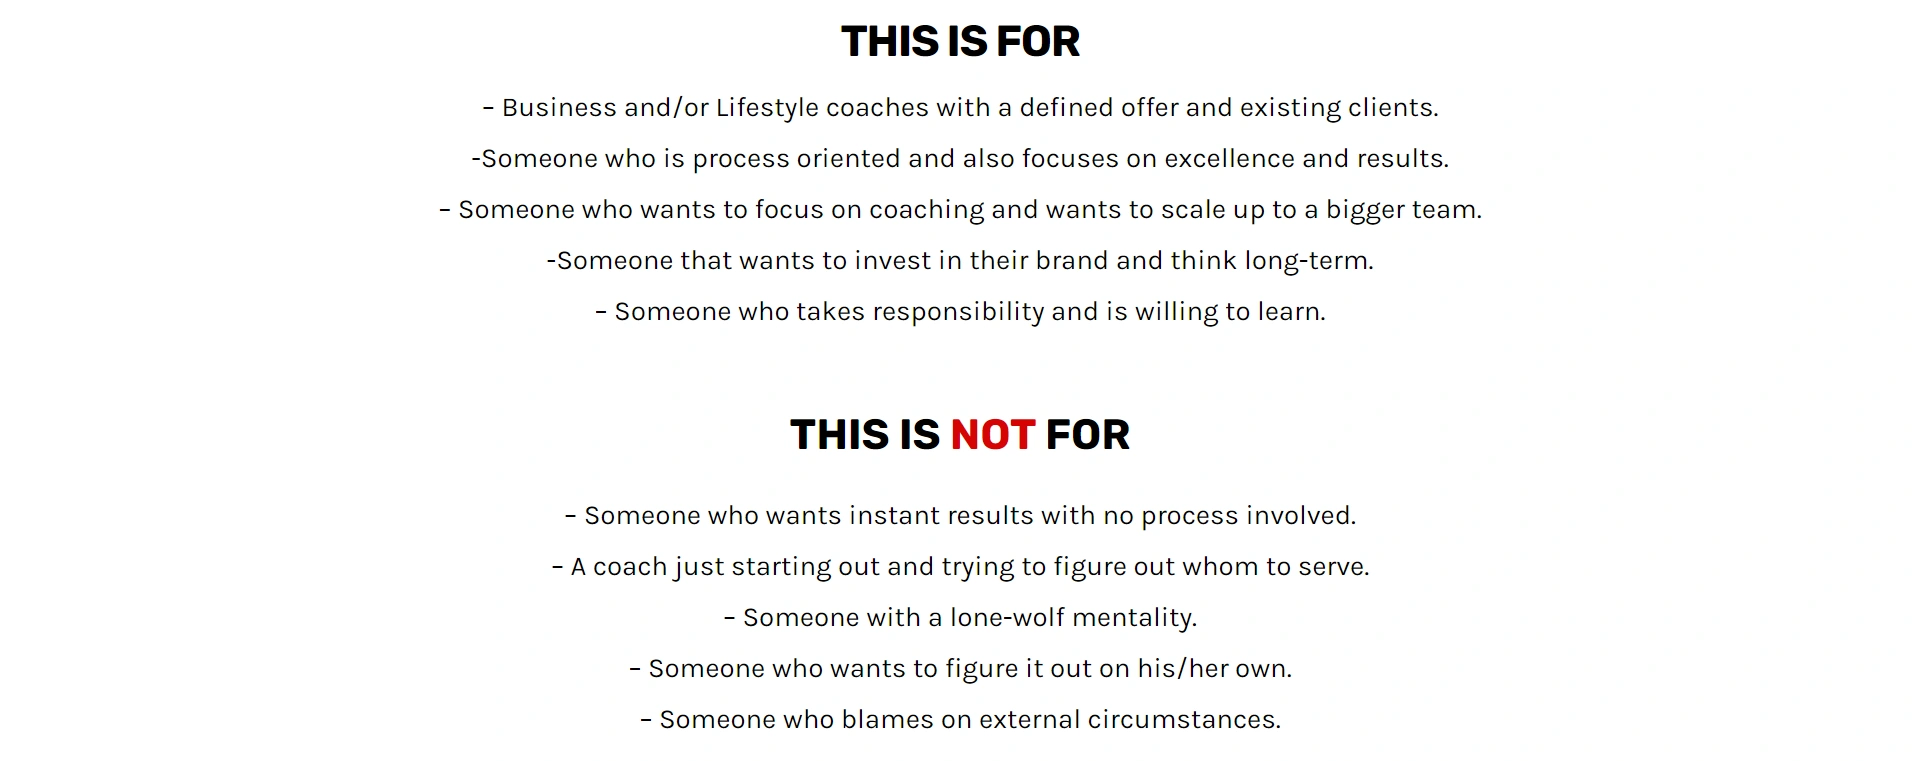 THIS IS FOR
– Business and/or Lifestyle coaches with a defined offer and existing clients.
-Someone who is process oriented and also focuses on excellence and results.
– Someone who wants to focus on coaching and wants to scale up to a bigger team.
-Someone that wants to invest in their brand and think long-term.
– Someone who takes responsibility and is willing to learn.
THIS IS NOT FOR
– Someone who wants instant results with no process involved.
– A coach just starting out and trying to figure out whom to serve.
– Someone with a lone-wolf mentality.
– Someone who wants to figure it out on his/her own.
– Someone who blames on external circumstances.